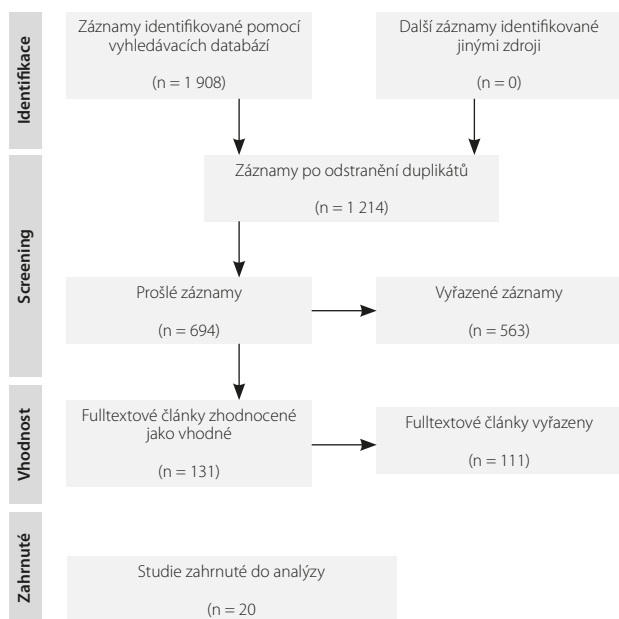 Identifikace
Záznamy identifikované pomocí
vyhledávacích databází
(n = 1 908)
Další záznamy identifikované
jinými zdroji
(n = 0)
Screening
Záznamy po odstranění duplikátů
(n = 1 214)
Prošlé záznamy
(n = 694)
Vyřazené záznamy
(n = 563)
Vhodnost
Fulltextové články zhodnocené
jako vhodné
(n = 131)
Fulltextové články vyřazeny
(n = 111)
Zahrnuté
Studie zahrnuté do analýzy
(n = 20